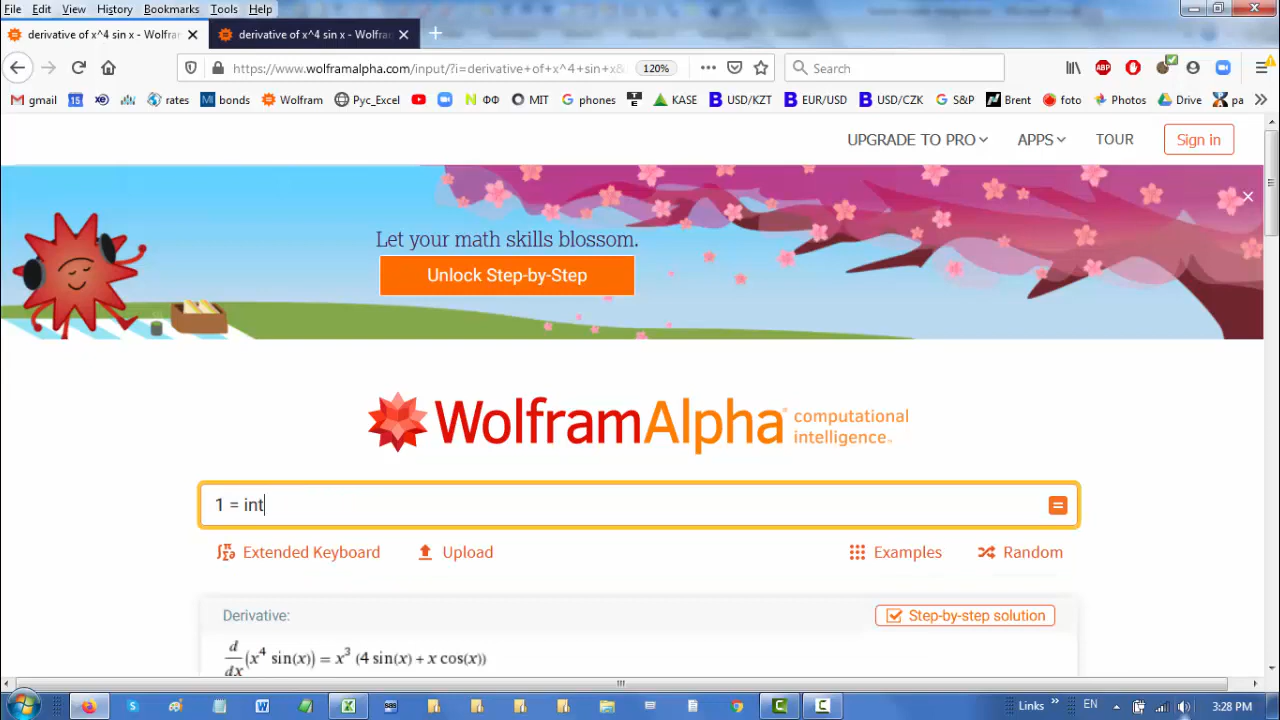 File Edit View History Bookmarks Tools Help
derivative of x^4 sin x - Wolfra derivative of x^4 sin x - Wolfra
https://www.wolframalpha.com/input/?i=derivative+of+x^4+sin+x& 120% Search
gmail rates bonds Wolfram Рус_Excel ФФ MIT phones KASE USD/KZT EUR/USD USD/CZK S&P Brent foto Photos Drive pa
UPGRADE TO PRO APPS TOUR Sign in
Let your math skills blossom.
Unlock Step-by-Step
WolframAlpha computational
intelligence
1 = int
Extended Keyboard Upload Examples Random
Derivative: Step-by-step solution
d/dx(x⁴ sin(x)) = x³ (4 sin(x) + x cos(x))
Links EN 3:28 PM